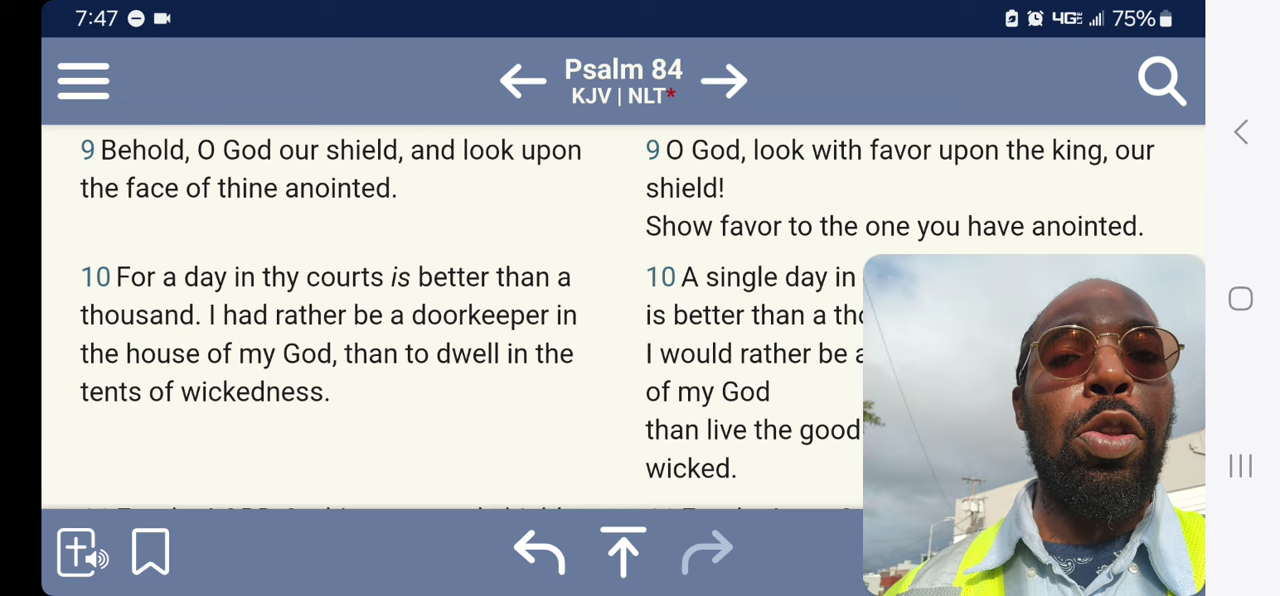 7:47
4GE 75%
Psalm 84
KJV | NLT*
9 Behold, O God our shield, and look upon
the face of thine anointed.
10 For a day in thy courts is better than a
thousand. I had rather be a doorkeeper in
the house of my God, than to dwell in the
tents of wickedness.
9 O God, look with favor upon the king, our
shield!
Show favor to the one you have anointed.
10 A single day in
is better than a
I would rather be
of my God
than live the good
wicked.